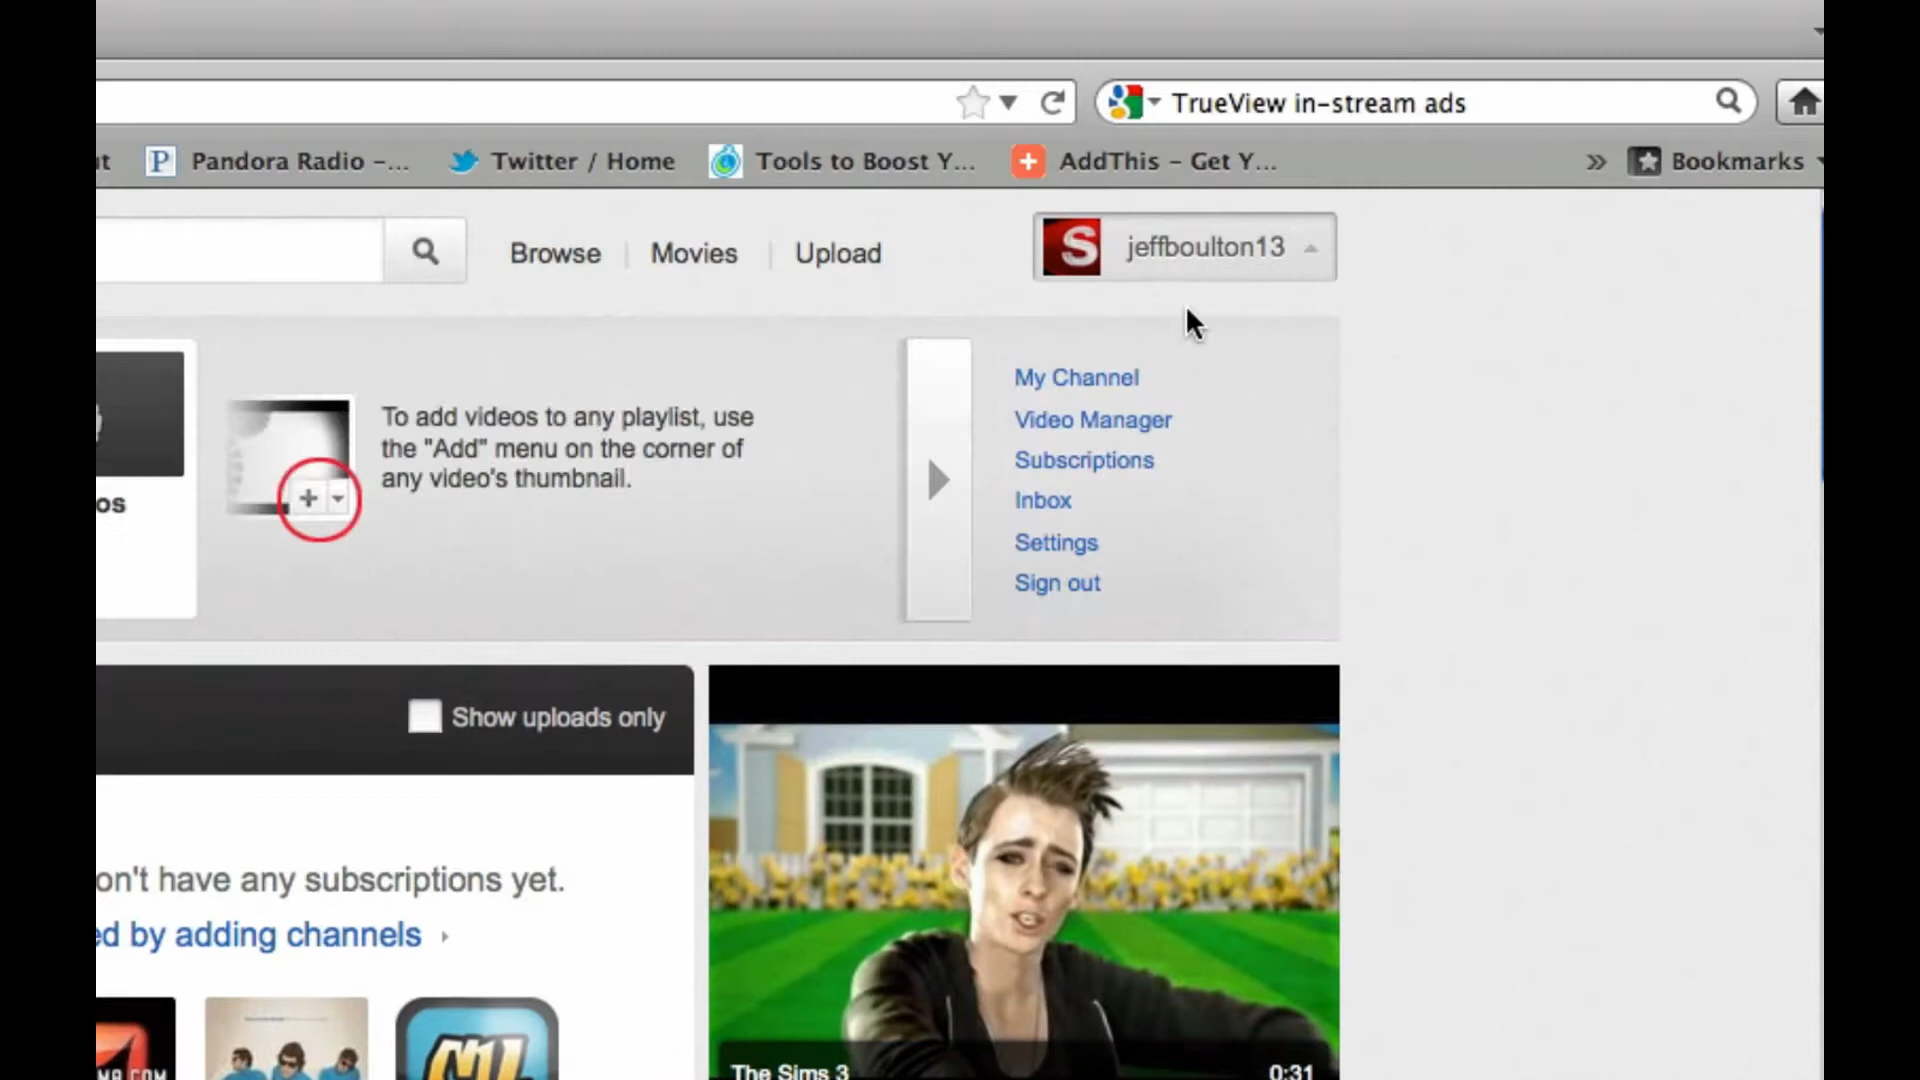 TrueView in-stream ads
ut
Pandora Radio –...
Twitter / Home
Tools to Boost Y...
AddThis – Get Y...
Bookmarks
Browse
Movies
Upload
S
jeffboulton13
To add videos to any playlist, use
the "Add" menu on the corner of
any video's thumbnail.
os
My Channel
Video Manager
Subscriptions
Inbox
Settings
Sign out
Show uploads only
on't have any subscriptions yet.
ed by adding channels
The Sims 3
0:31